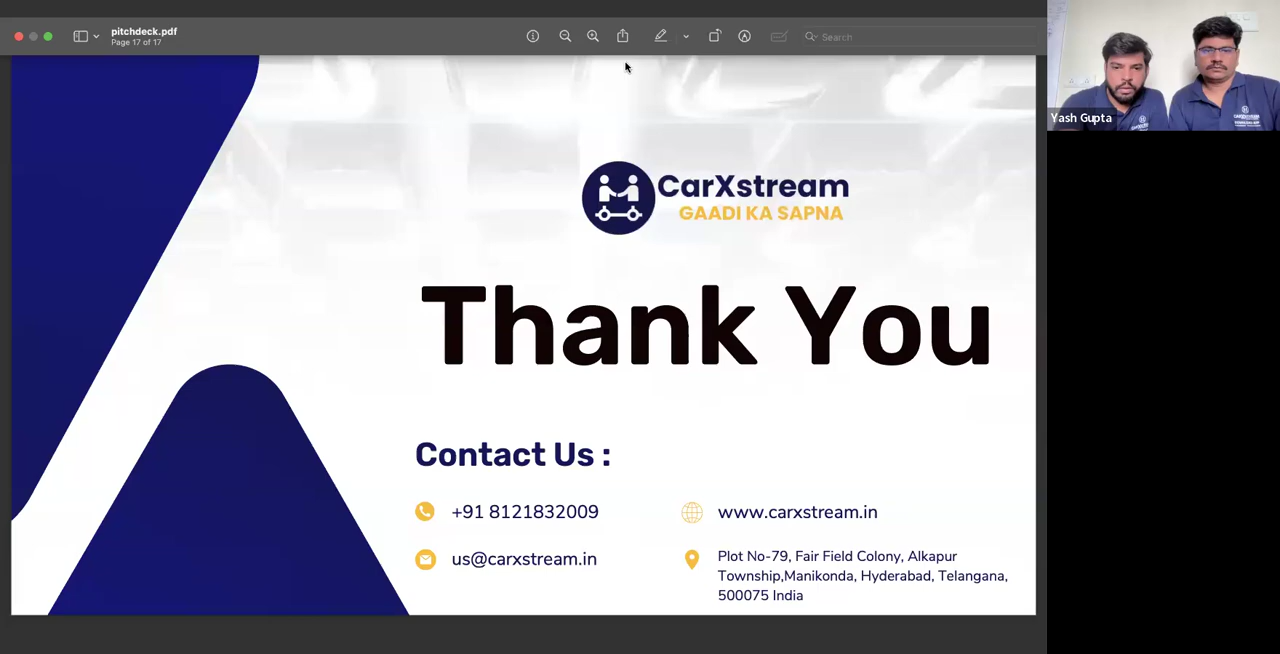 pitchdeck.pdf
Page 17 of 17
Search
Yash Gupta
CarXstream
GAADI KA SAPNA
Thank You
Contact Us :
+91 8121832009
www.carxstream.in
us@carxstream.in
Plot No-79, Fair Field Colony, Alkapur
Township,Manikonda, Hyderabad, Telangana,
500075 India